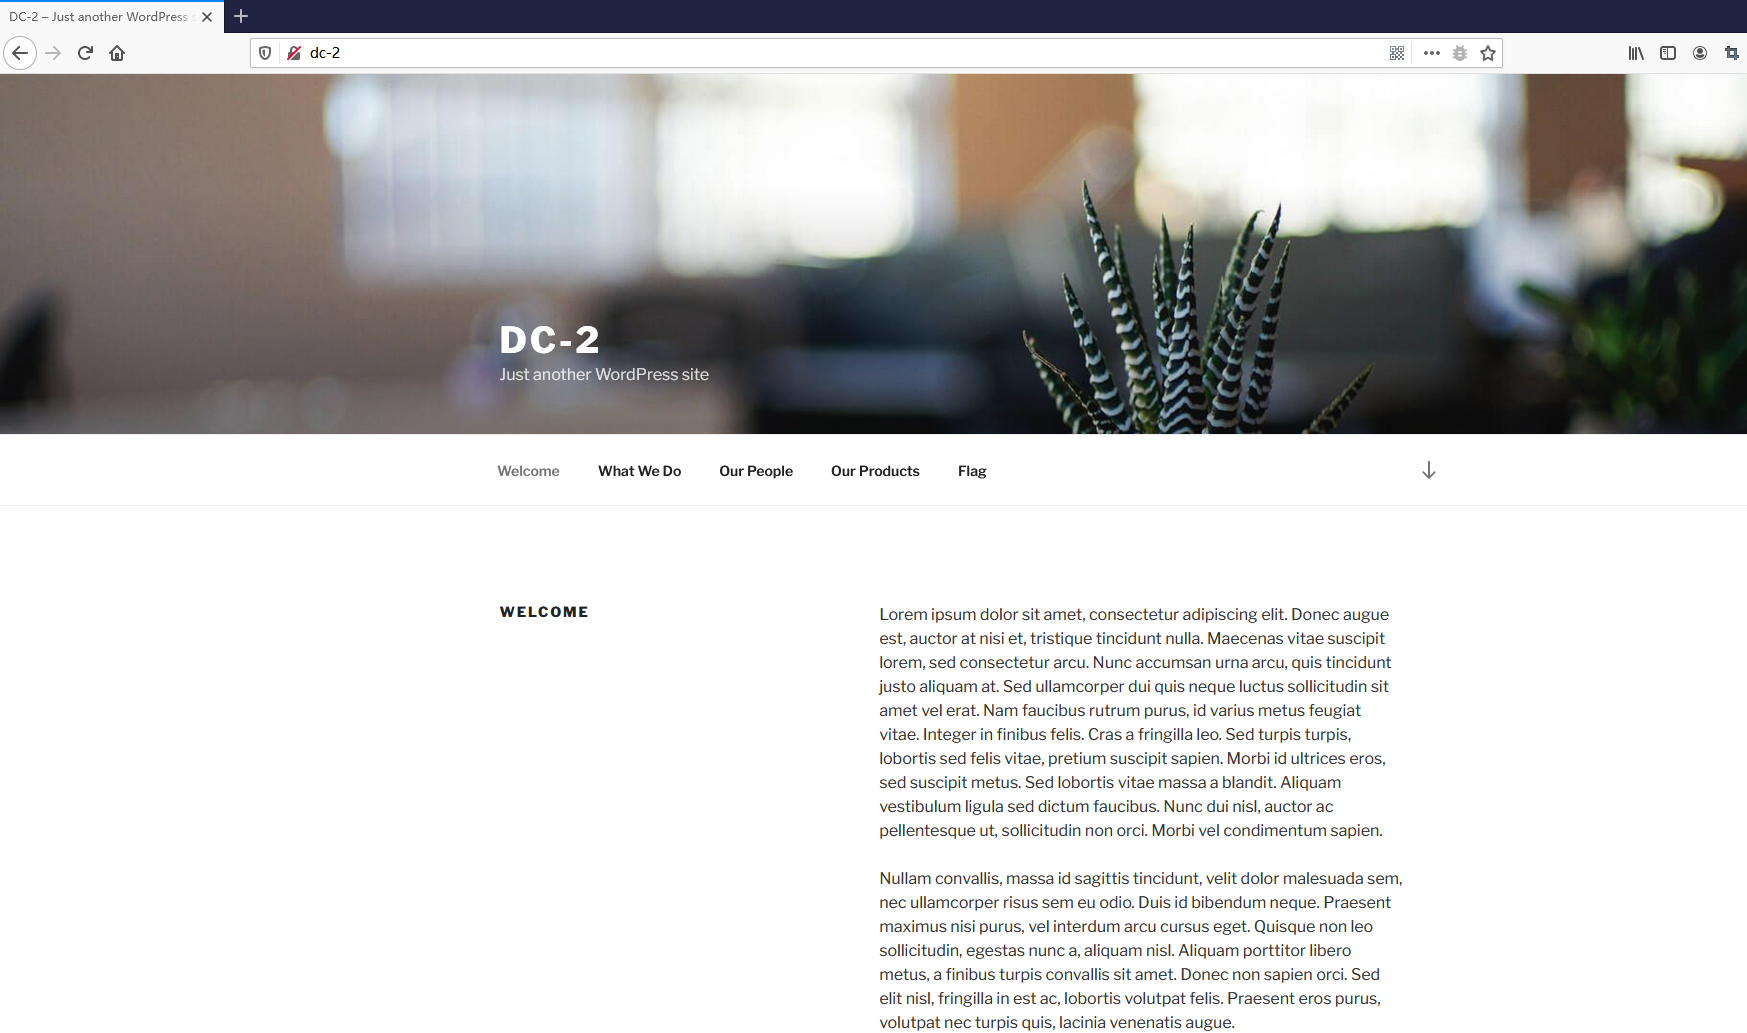 DC-2 – Just another WordPress
dc-2
DC-2
Just another WordPress site
Welcome What We Do Our People Our Products Flag
WELCOME
Lorem ipsum dolor sit amet, consectetur adipiscing elit. Donec augue
est, auctor at nisi et, tristique tincidunt nulla. Maecenas vitae suscipit
lorem, sed consectetur arcu. Nunc accumsan urna arcu, quis tincidunt
justo aliquam at. Sed ullamcorper dui quis neque luctus sollicitudin sit
amet vel erat. Nam faucibus rutrum purus, id varius metus feugiat
vitae. Integer in finibus felis. Cras a fringilla leo. Sed turpis turpis,
lobortis sed felis vitae, pretium suscipit sapien. Morbi id ultrices eros,
sed suscipit metus. Sed lobortis vitae massa a blandit. Aliquam
vestibulum ligula sed dictum faucibus. Nunc dui nisl, auctor ac
pellentesque ut, sollicitudin non orci. Morbi vel condimentum sapien.
Nullam convallis, massa id sagittis tincidunt, velit dolor malesuada sem,
nec ullamcorper risus sem eu odio. Duis id bibendum neque. Praesent
maximus nisi purus, vel interdum arcu cursus eget. Quisque non leo
sollicitudin, egestas nunc a, aliquam nisl. Aliquam porttitor libero
metus, a finibus turpis convallis sit amet. Donec non sapien orci. Sed
elit nisl, fringilla in est ac, lobortis volutpat felis. Praesent eros purus,
volutpat nec turpis quis, lacinia venenatis augue.